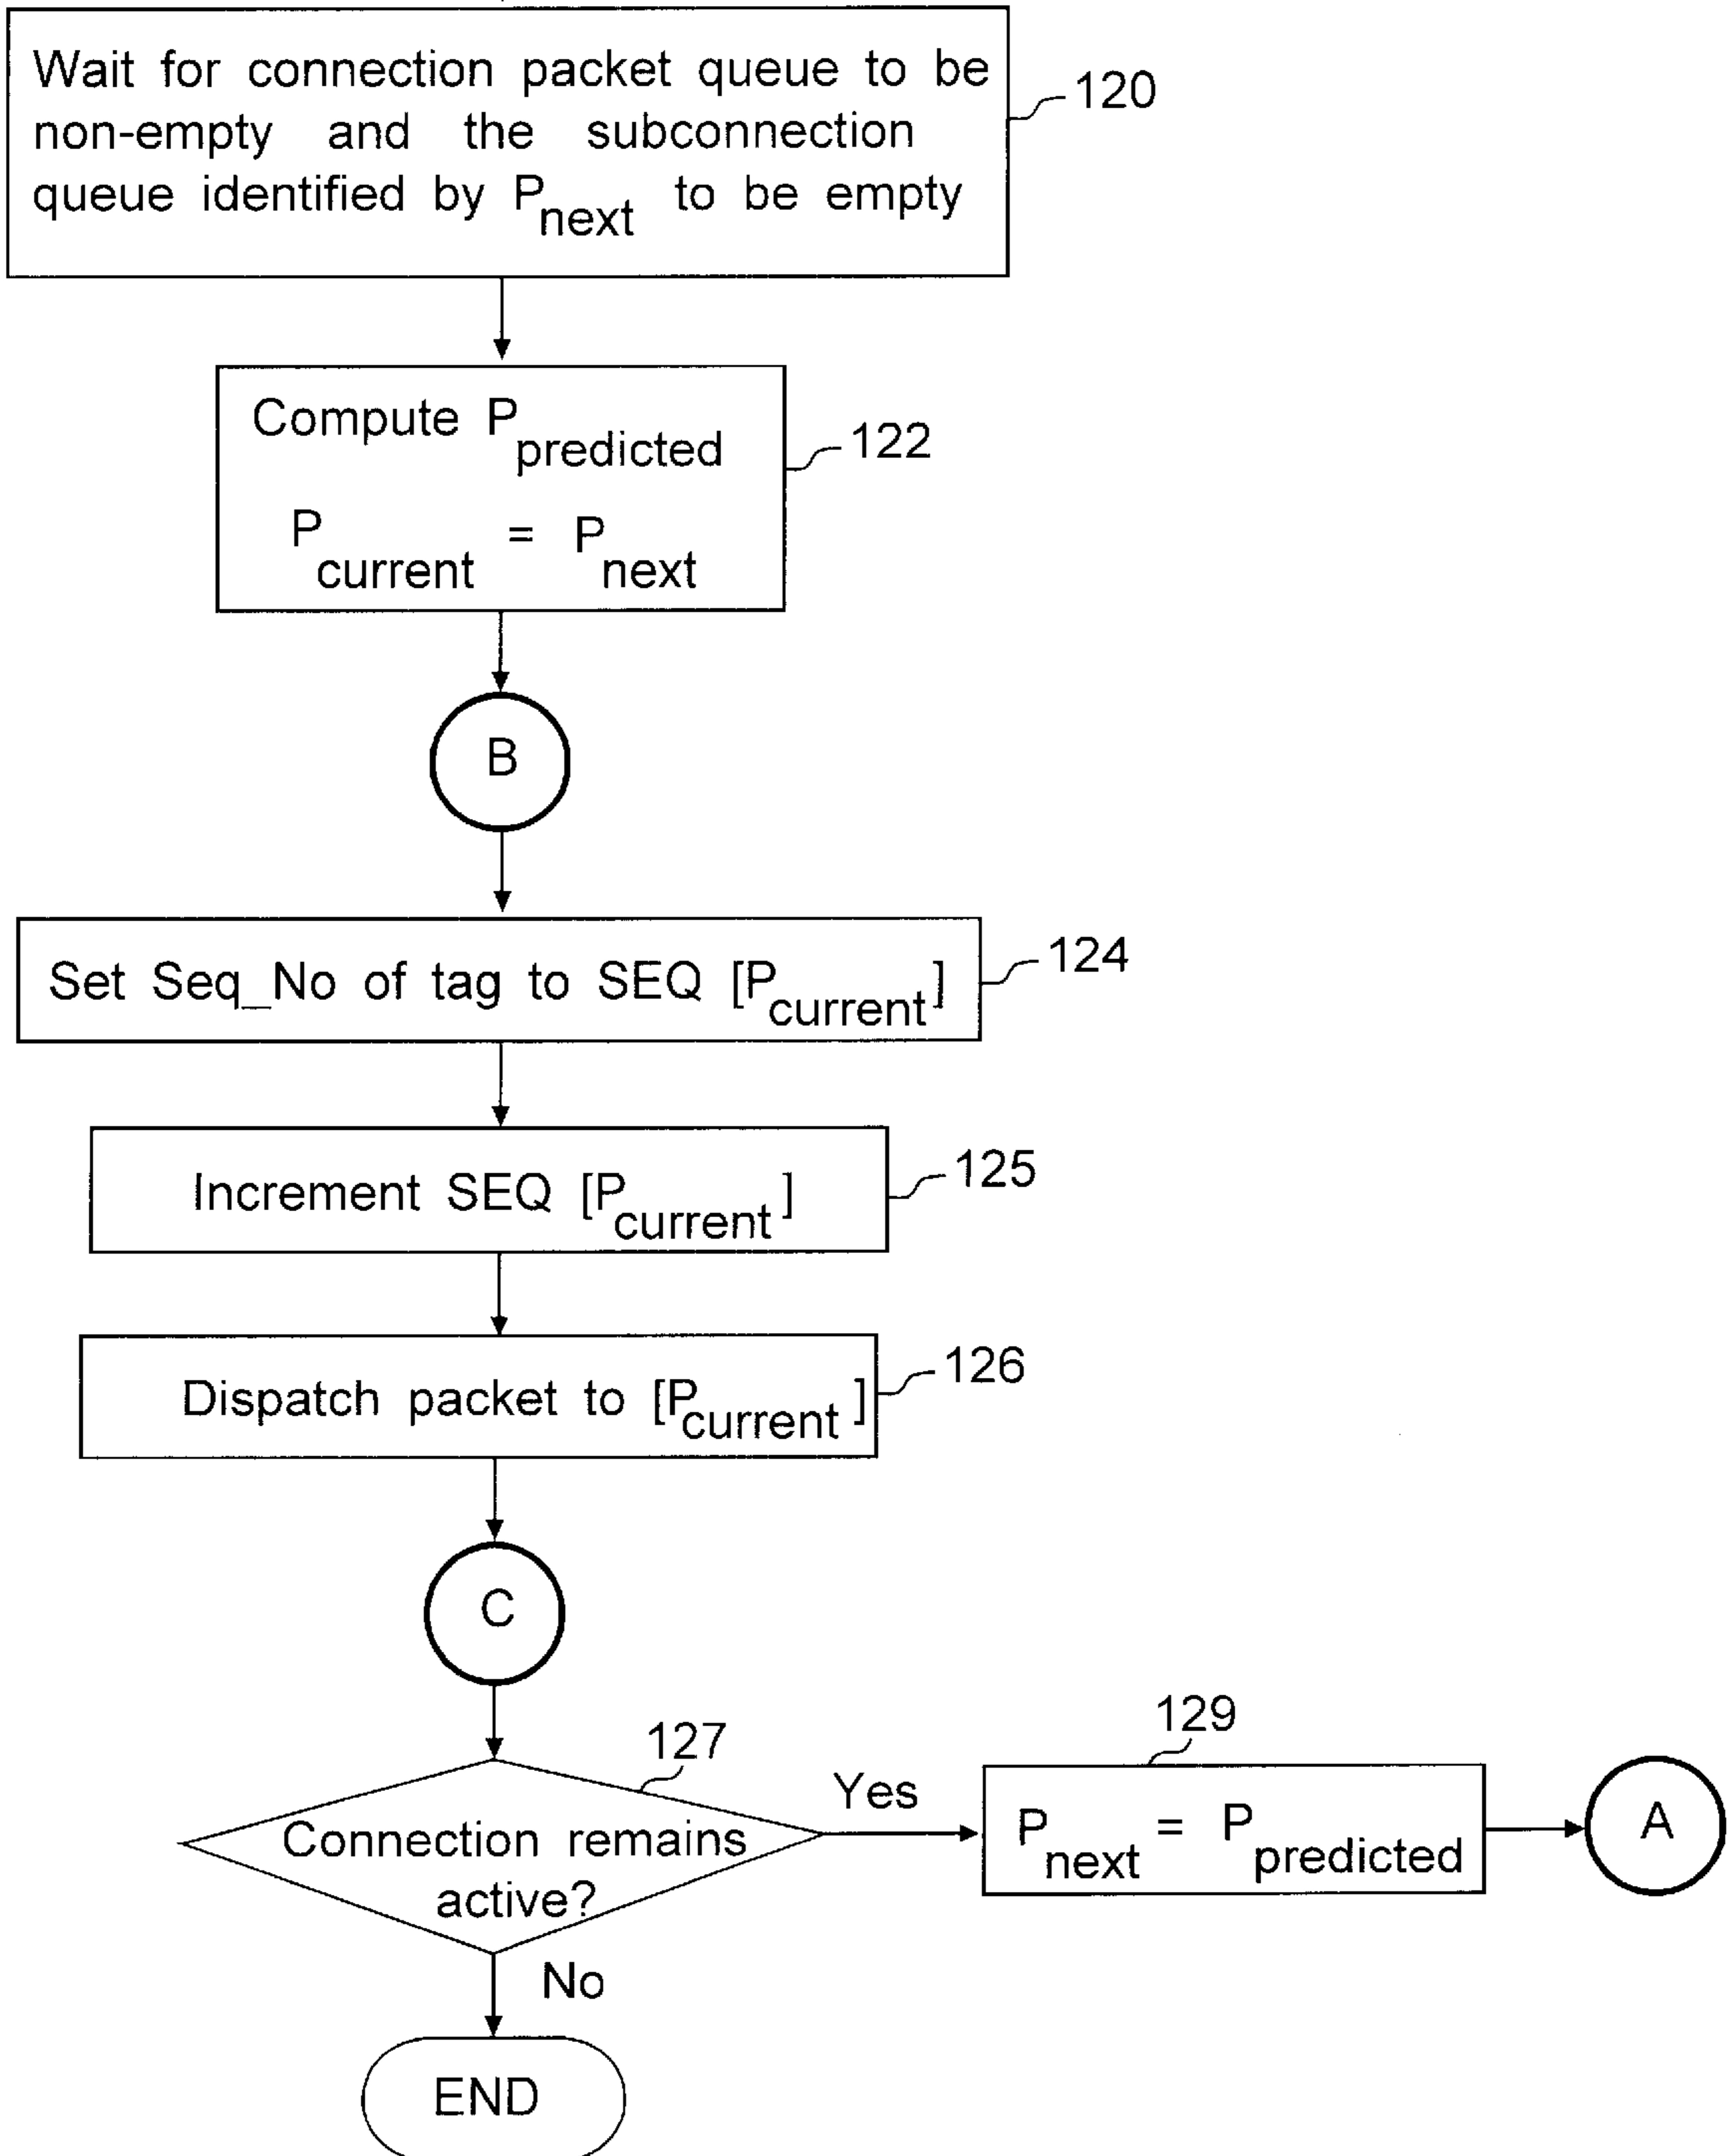 Wait for connection packet queue to be
non-empty and the subconnection
queue identified by Pnext to be empty
120
Compute Ppredicted
Pcurrent = Pnext
122
B
Set Seq_No of tag to SEQ [Pcurrent]
124
Increment SEQ [Pcurrent]
125
Dispatch packet to [Pcurrent]
126
C
127
Connection remains
active?
Yes
129
Pnext = Ppredicted
A
No
END